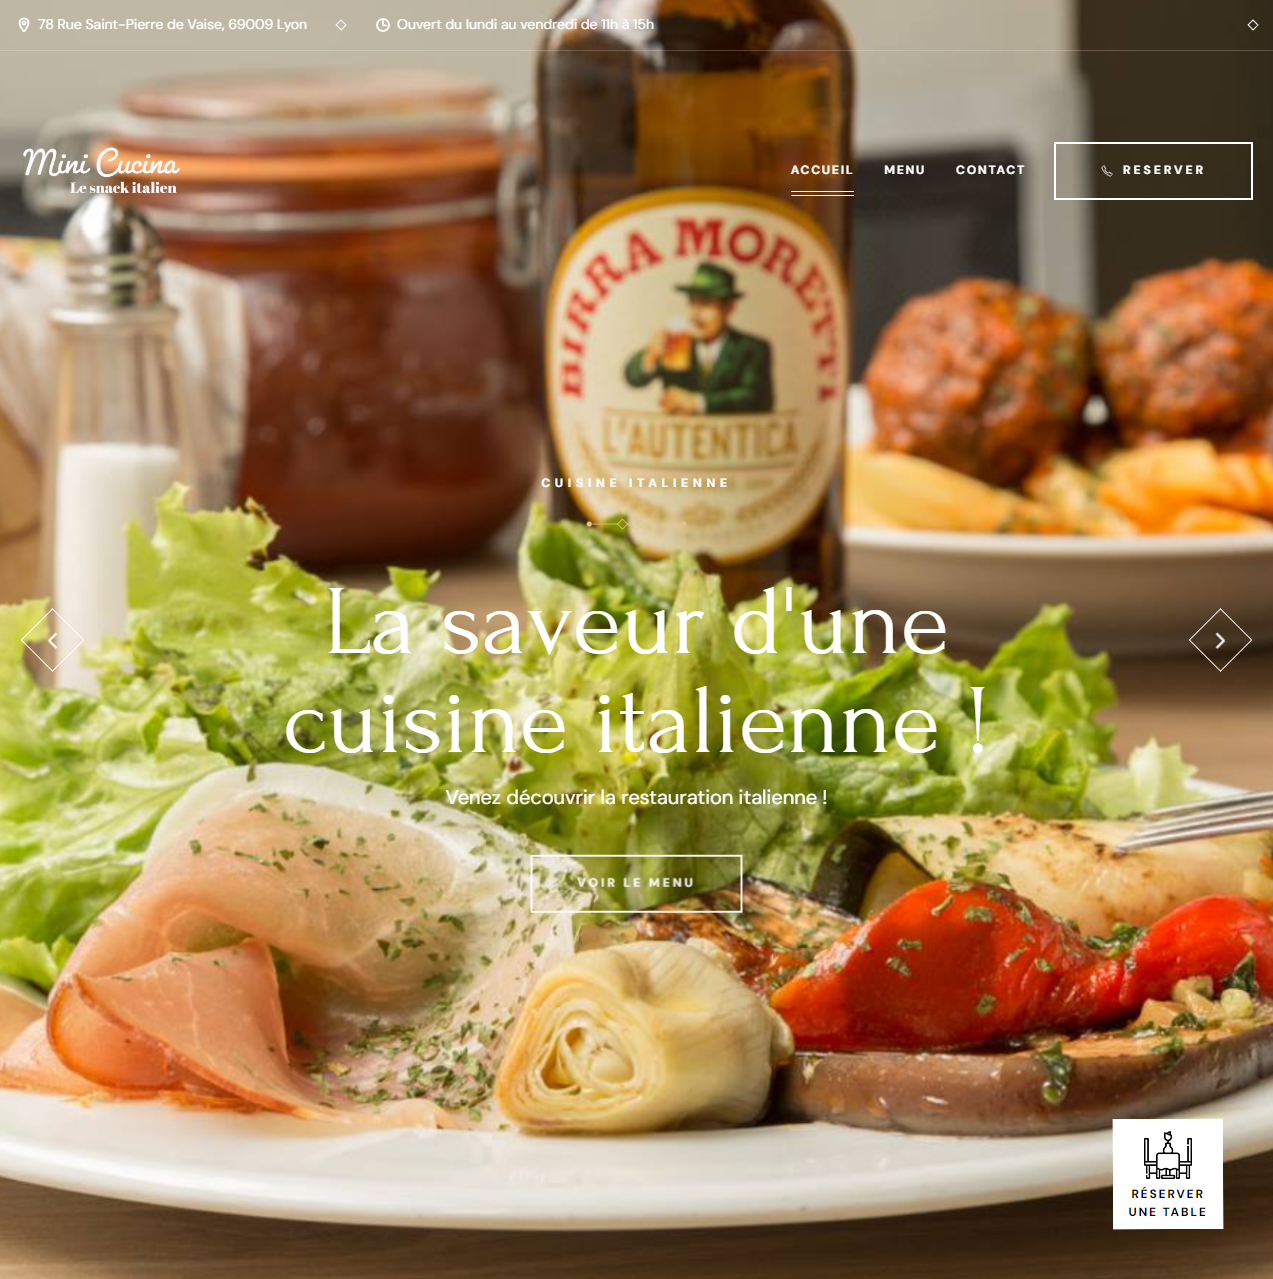 78 Rue Saint-Pierre de Vaise, 69009 Lyon
Ouvert du lundi au vendredi de 11h à 15h
Mini Cucina
Le snack italien
ACCUEIL
MENU
CONTACT
RESERVER
BIRRA MORETTI
L'AUTENTICA
CUISINE ITALIENNE
La saveur d'une
cuisine italienne !
Venez découvrir la restauration italienne !
VOIR LE MENU
RÉSERVER
UNE TABLE